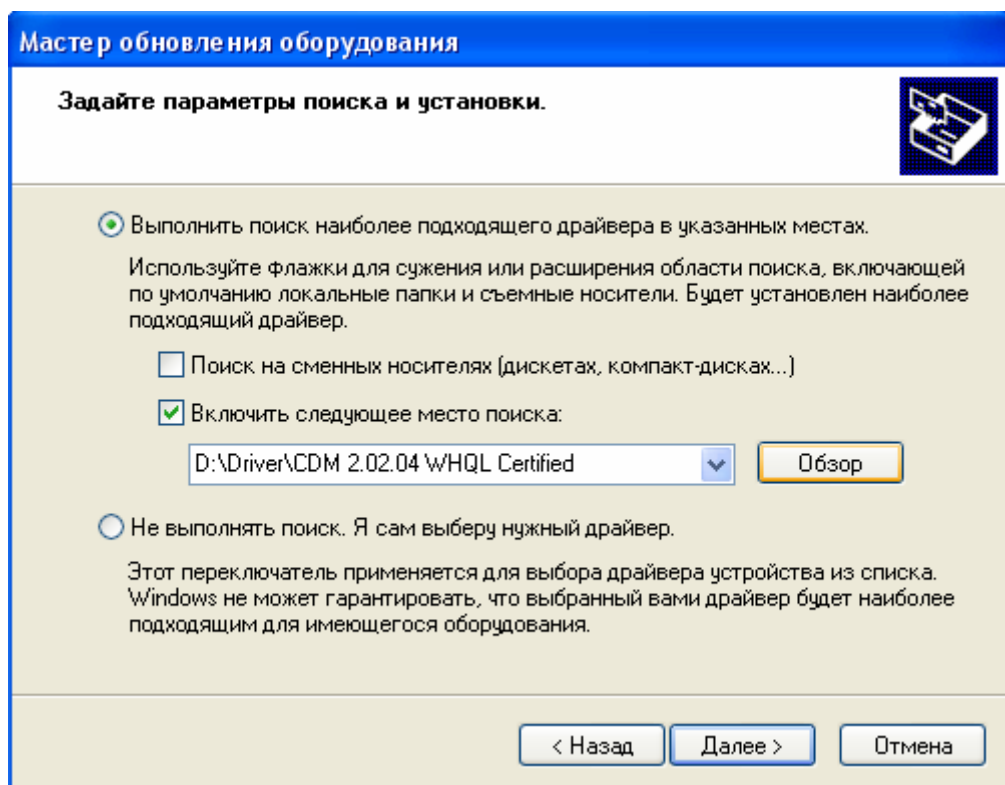 Мастер обновления оборудования
Задайте параметры поиска и установки.
Выполнить поиск наиболее подходящего драйвера в указанных местах.
Используйте флажки для сужения или расширения области поиска, включающей
по умолчанию локальные папки и съемные носители. Будет установлен наиболее
подходящий драйвер.
Поиск на сменных носителях (дискетах, компакт-дисках...)
Включить следующее место поиска:
D:\Driver\CDM 2.02.04 WHQL Certified
Обзор
Не выполнять поиск. Я сам выберу нужный драйвер.
Этот переключатель применяется для выбора драйвера устройства из списка.
Windows не может гарантировать, что выбранный вами драйвер будет наиболее
подходящим для имеющегося оборудования.
< Назад
Далее >
Отмена